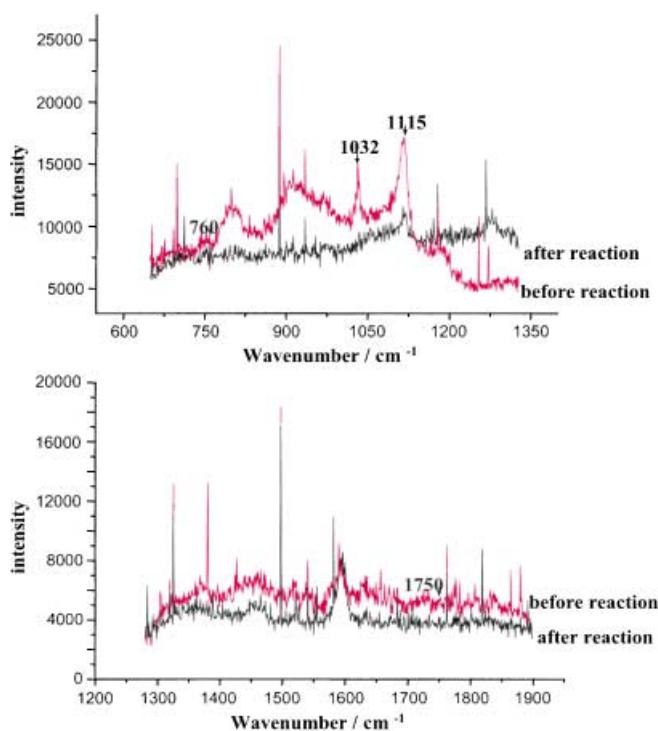 25000
20000
15000
10000
5000
intensity
760
1032
1115
after reaction
before reaction
600 750 900 1050 1200 1350
Wavenumber / cm -1
20000
16000
12000
8000
4000
0
intensity
1750
before reaction
after reaction
1200 1300 1400 1500 1600 1700 1800 1900
Wavenumber / cm -1